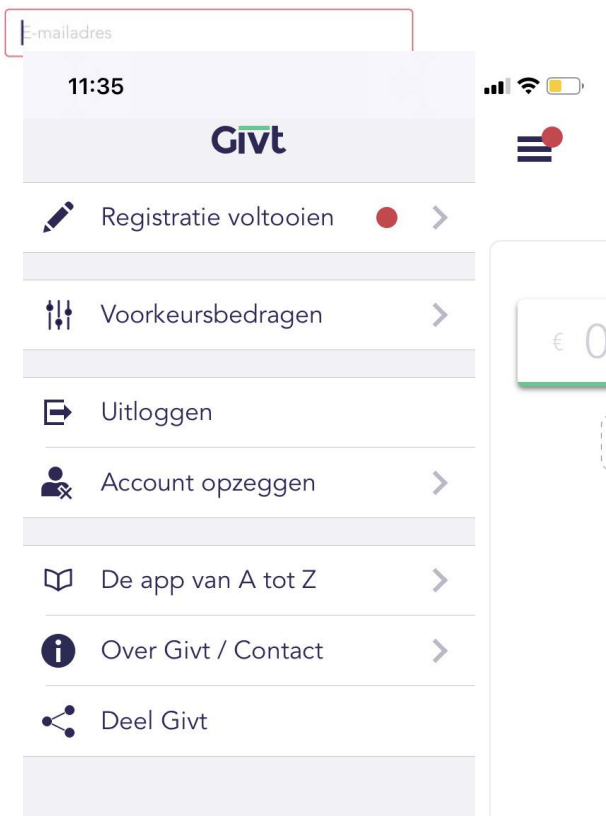 E-mailadres
11:35
Givt
Registratie voltooien
Voorkeursbedragen
€ 0
Uitloggen
Account opzeggen
De app van A tot Z
Over Givt / Contact
Deel Givt